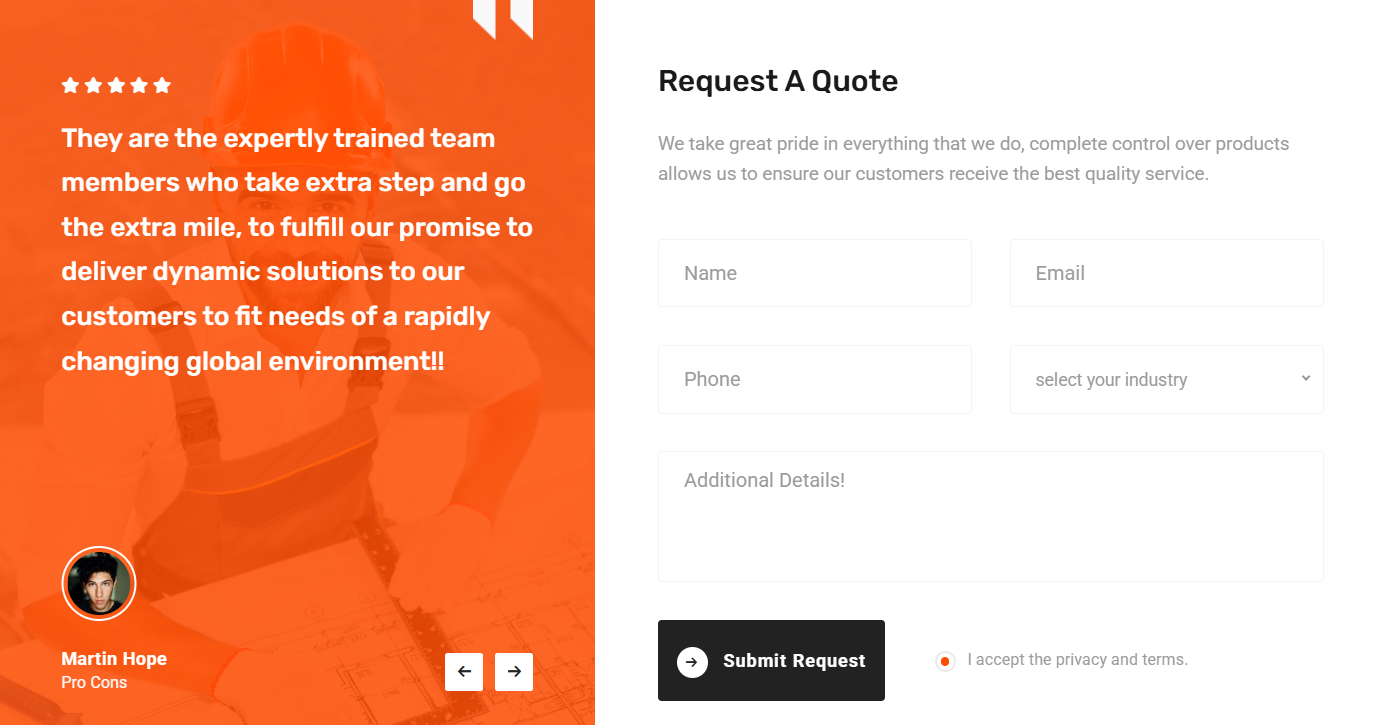 They are the expertly trained team
members who take extra step and go
the extra mile, to fulfill our promise to
deliver dynamic solutions to our
customers to fit needs of a rapidly
changing global environment!!
Martin Hope
Pro Cons
Request A Quote
We take great pride in everything that we do, complete control over products
allows us to ensure our customers receive the best quality service.
Name
Email
Phone
select your industry
Additional Details!
Submit Request
I accept the privacy and terms.